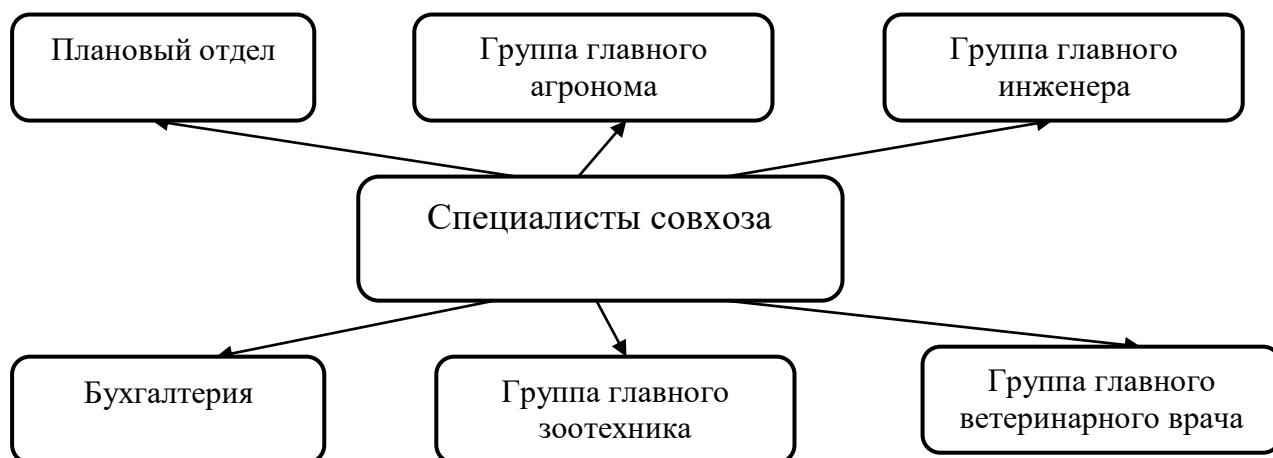 Плановый отдел
Группа главного
агронома
Группа главного
инженера
Специалисты совхоза
Бухгалтерия
Группа главного
зоотехника
Группа главного
ветеринарного врача